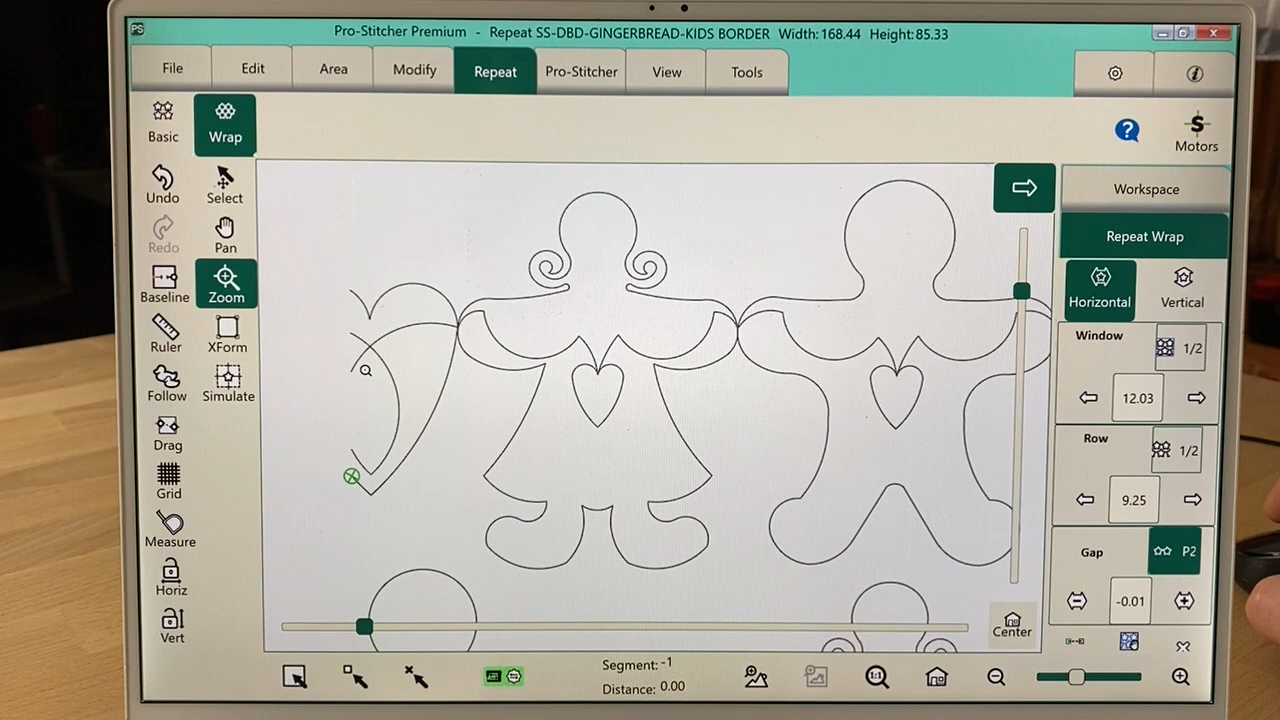 PS Pro-Stitcher Premium - Repeat SS-DBD-GINGERBREAD-KIDS BORDER Width: 168.44 Height: 85.33
File Edit Area Modify Repeat Pro-Stitcher View Tools
Basic Wrap ? Motors
Undo Select
Redo Pan
Baseline Zoom
Ruler XForm
Follow Simulate
Drag
Grid
Measure
Horiz
Vert
Workspace
Repeat Wrap
Horizontal Vertical
Window 1/2
12.03
Row 1/2
9.25
Gap P2
-0.01
Center
Segment: -1
Distance: 0.00
1:1